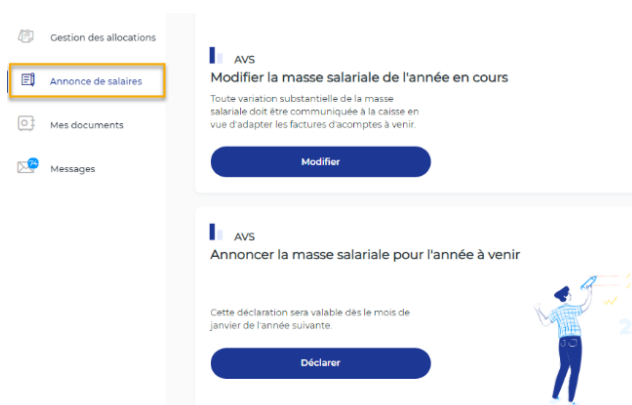 Gestion des allocations
Annonce de salaires
Mes documents
Messages
AVS
Modifier la masse salariale de l'année en cours
Toute variation substantielle de la masse
salariale doit être communiquée à la caisse en
vue d'adapter les factures d'acomptes à venir.
Modifier
AVS
Annoncer la masse salariale pour l'année à venir
Cette déclaration sera valable dès le mois de
janvier de l'année suivante.
Déclarer